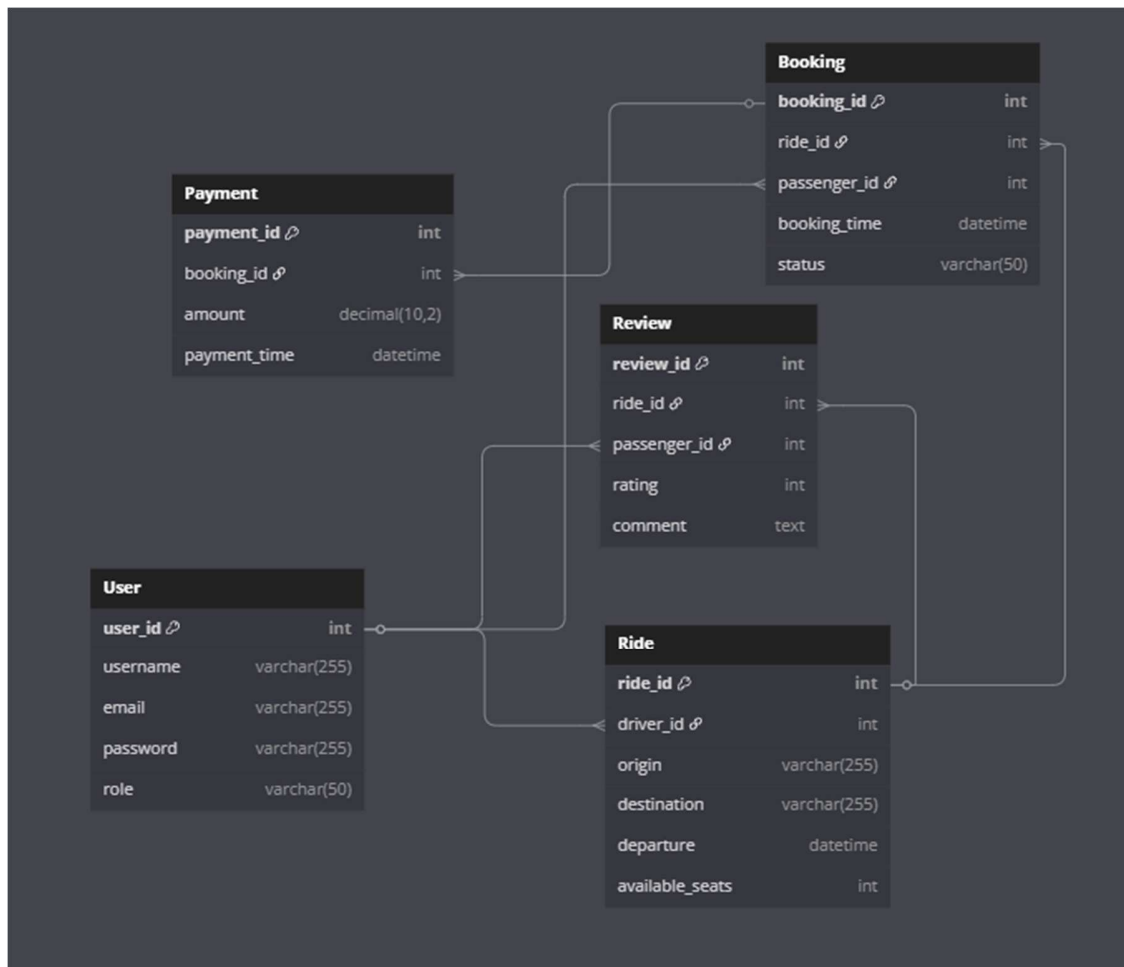 Booking
booking_id int
ride_id int
passenger_id int
booking_time datetime
status varchar(50)
Payment
payment_id int
booking_id int
amount decimal(10,2)
payment_time datetime
Review
review_id int
ride_id int
passenger_id int
rating int
comment text
User
user_id int
username varchar(255)
email varchar(255)
password varchar(255)
role varchar(50)
Ride
ride_id int
driver_id int
origin varchar(255)
destination varchar(255)
departure datetime
available_seats int